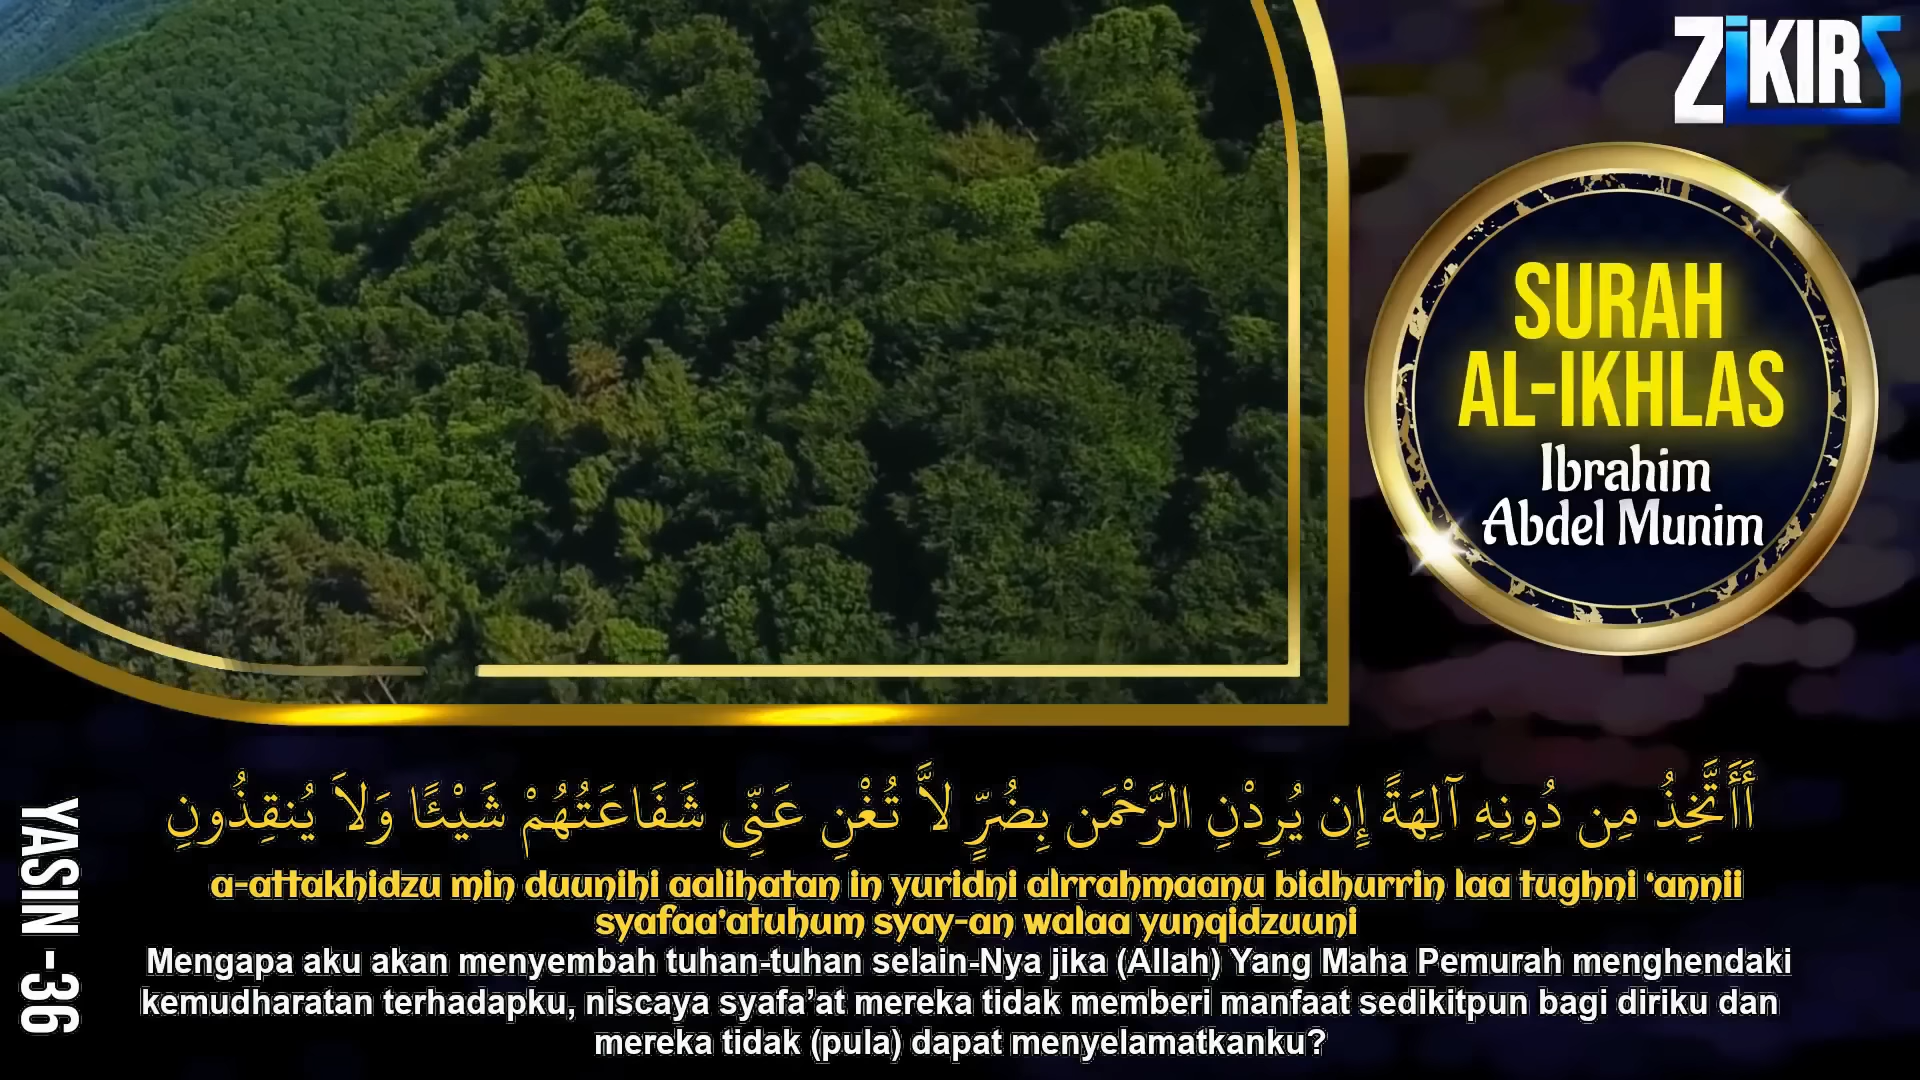 ZiKIRS
SURAH
AL-IKHLAS
Ibrahim
Abdel Munim
YASIN -36
أَأَتَّخِذُ مِن دُونِهِ آلِهَةً إِن يُرِدْنِ الرَّحْمَن بِضُرٍّ لاَّ تُغْنِ عَنِّى شَفَاعَتُهُمْ شَيْئًا وَلاَ يُنقِذُونِ
a-attakhidzu min duunihi aalihatan in yuridni alrrahmaanu bidhurrin laa tughni ‘annii
syafaa’atuhum syay-an walaa yunqidzuuni
Mengapa aku akan menyembah tuhan-tuhan selain-Nya jika (Allah) Yang Maha Pemurah menghendaki
kemudharatan terhadapku, niscaya syafa’at mereka tidak memberi manfaat sedikitpun bagi diriku dan
mereka tidak (pula) dapat menyelamatkanku?